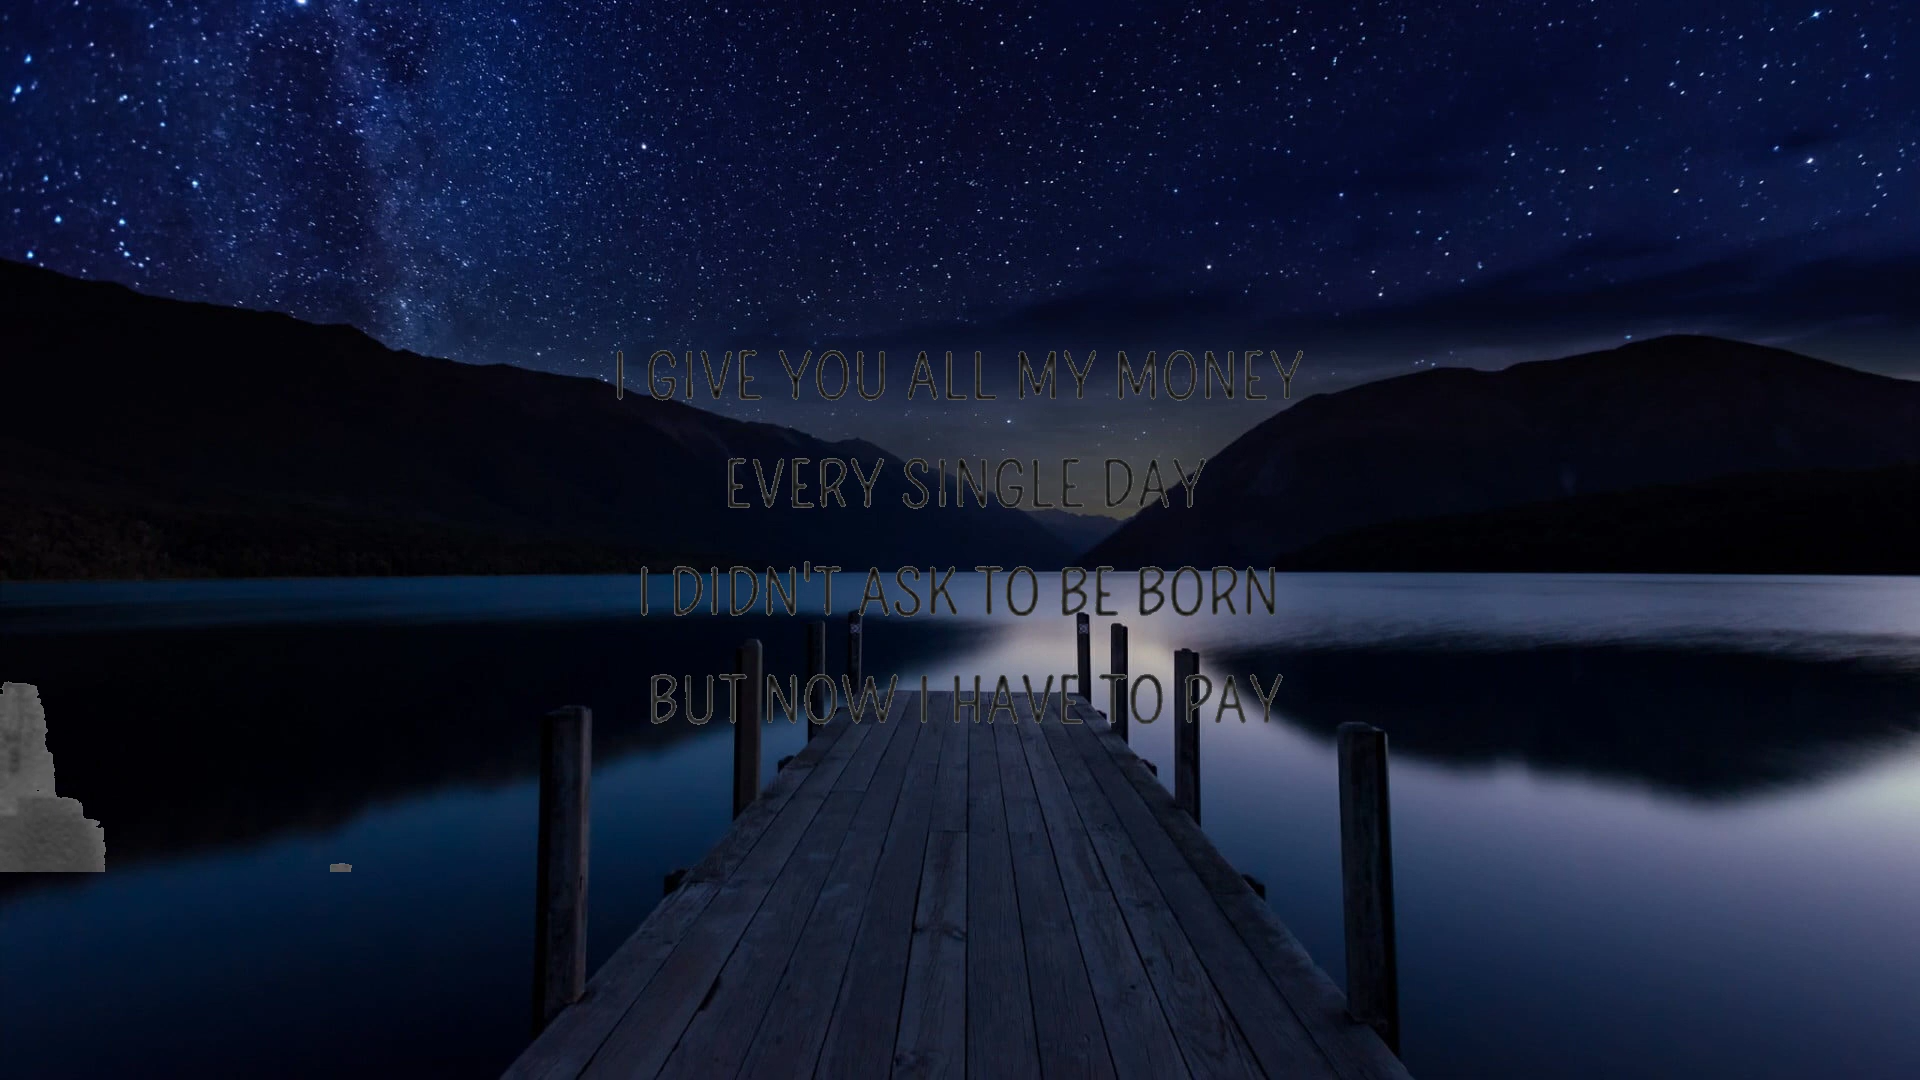 I GIVE YOU ALL MY MONEY
EVERY SINGLE DAY
I DIDN'T ASK TO BE BORN
BUT NOW I HAVE TO PAY